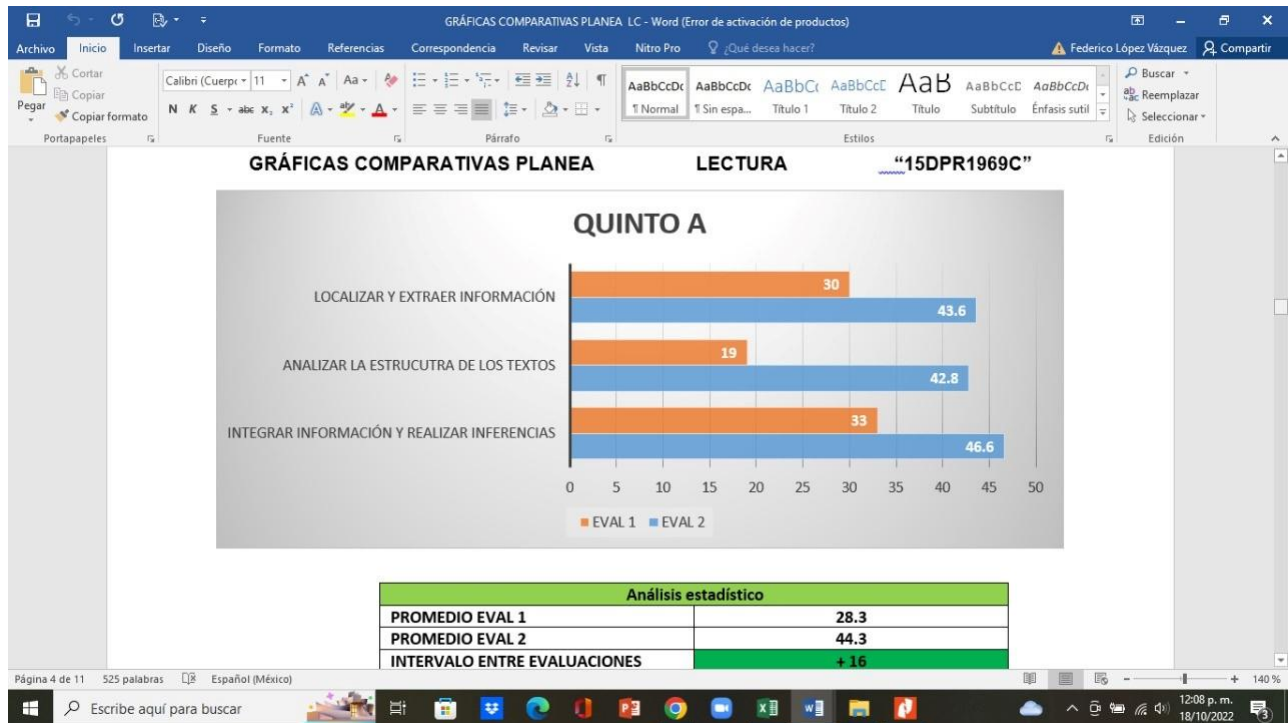 GRÁFICAS COMPARATIVAS PLANEA LC - Word (Error de activación de productos)
Archivo Inicio Insertar Diseño Formato Referencias Correspondencia Revisar Vista Nitro Pro ¿Qué desea hacer? Federico López Vázquez Compartir
Pegar
Cortar
Copiar
Copiar formato
Portapapeles
Calibri (Cuerpc 11
N K S abc x₂ x²
Fuente
Párrafo
AaBbCcDc AaBbCcDc AaBbCc AaBbCcC AaB AaBbCcC AaBbCcDc
¶ Normal ¶ Sin espa... Título 1 Título 2 Título Subtítulo Énfasis sutil
Estilos
Buscar
Reemplazar
Seleccionar
Edición
GRÁFICAS COMPARATIVAS PLANEA LECTURA “15DPR1969C”
QUINTO A
LOCALIZAR Y EXTRAER INFORMACIÓN
30
43.6
ANALIZAR LA ESTRUCUTRA DE LOS TEXTOS
19
42.8
INTEGRAR INFORMACIÓN Y REALIZAR INFERENCIAS
33
46.6
0 5 10 15 20 25 30 35 40 45 50
EVAL 1 EVAL 2
Análisis estadístico
PROMEDIO EVAL 1 28.3
PROMEDIO EVAL 2 44.3
INTERVALO ENTRE EVALUACIONES + 16
Página 4 de 11 525 palabras Español (México) 140 %
Escribe aquí para buscar
12:08 p. m.
18/10/2022